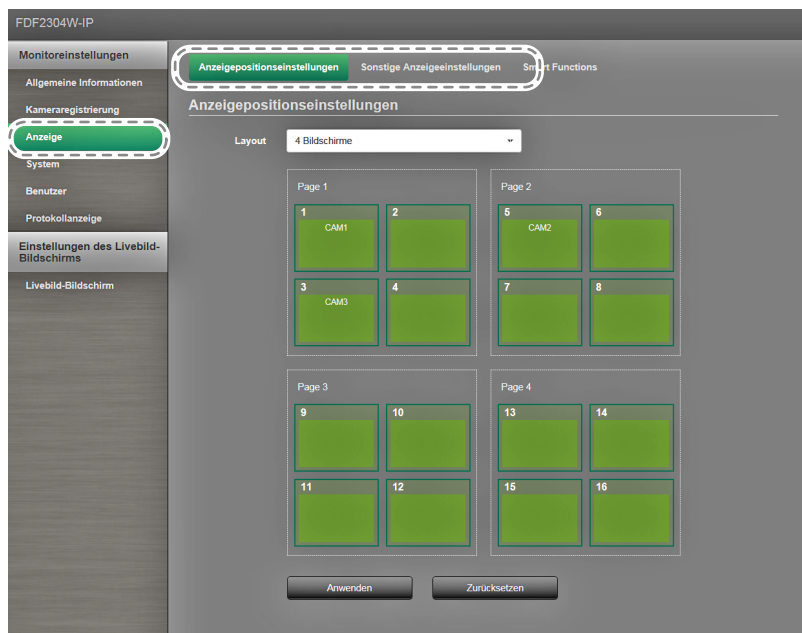 FDF2304W-IP
Monitoreinstellungen
Allgemeine Informationen
Kameraregistrierung
Anzeige
System
Benutzer
Protokollanzeige
Einstellungen des Livebild-
Bildschirms
Livebild-Bildschirm
Anzeigepositionseinstellungen Sonstige Anzeigeeinstellungen Smart Functions
Anzeigepositionseinstellungen
Layout 4 Bildschirme
Page 1 Page 2
1 2 5 6
CAM1 CAM2
3 4 7 8
CAM3
Page 3 Page 4
9 10 13 14
11 12 15 16
Anwenden Zurücksetzen